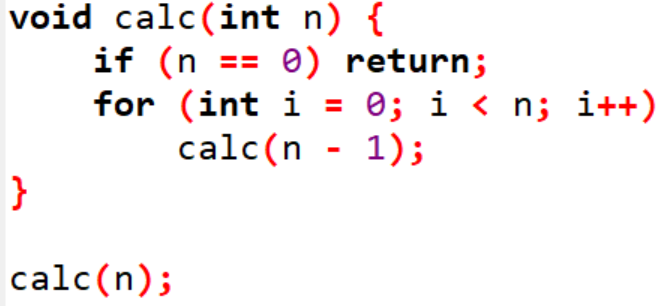 void calc(int n) {
    if (n == 0) return;
    for (int i = 0; i < n; i++)
        calc(n - 1);
}

calc(n);